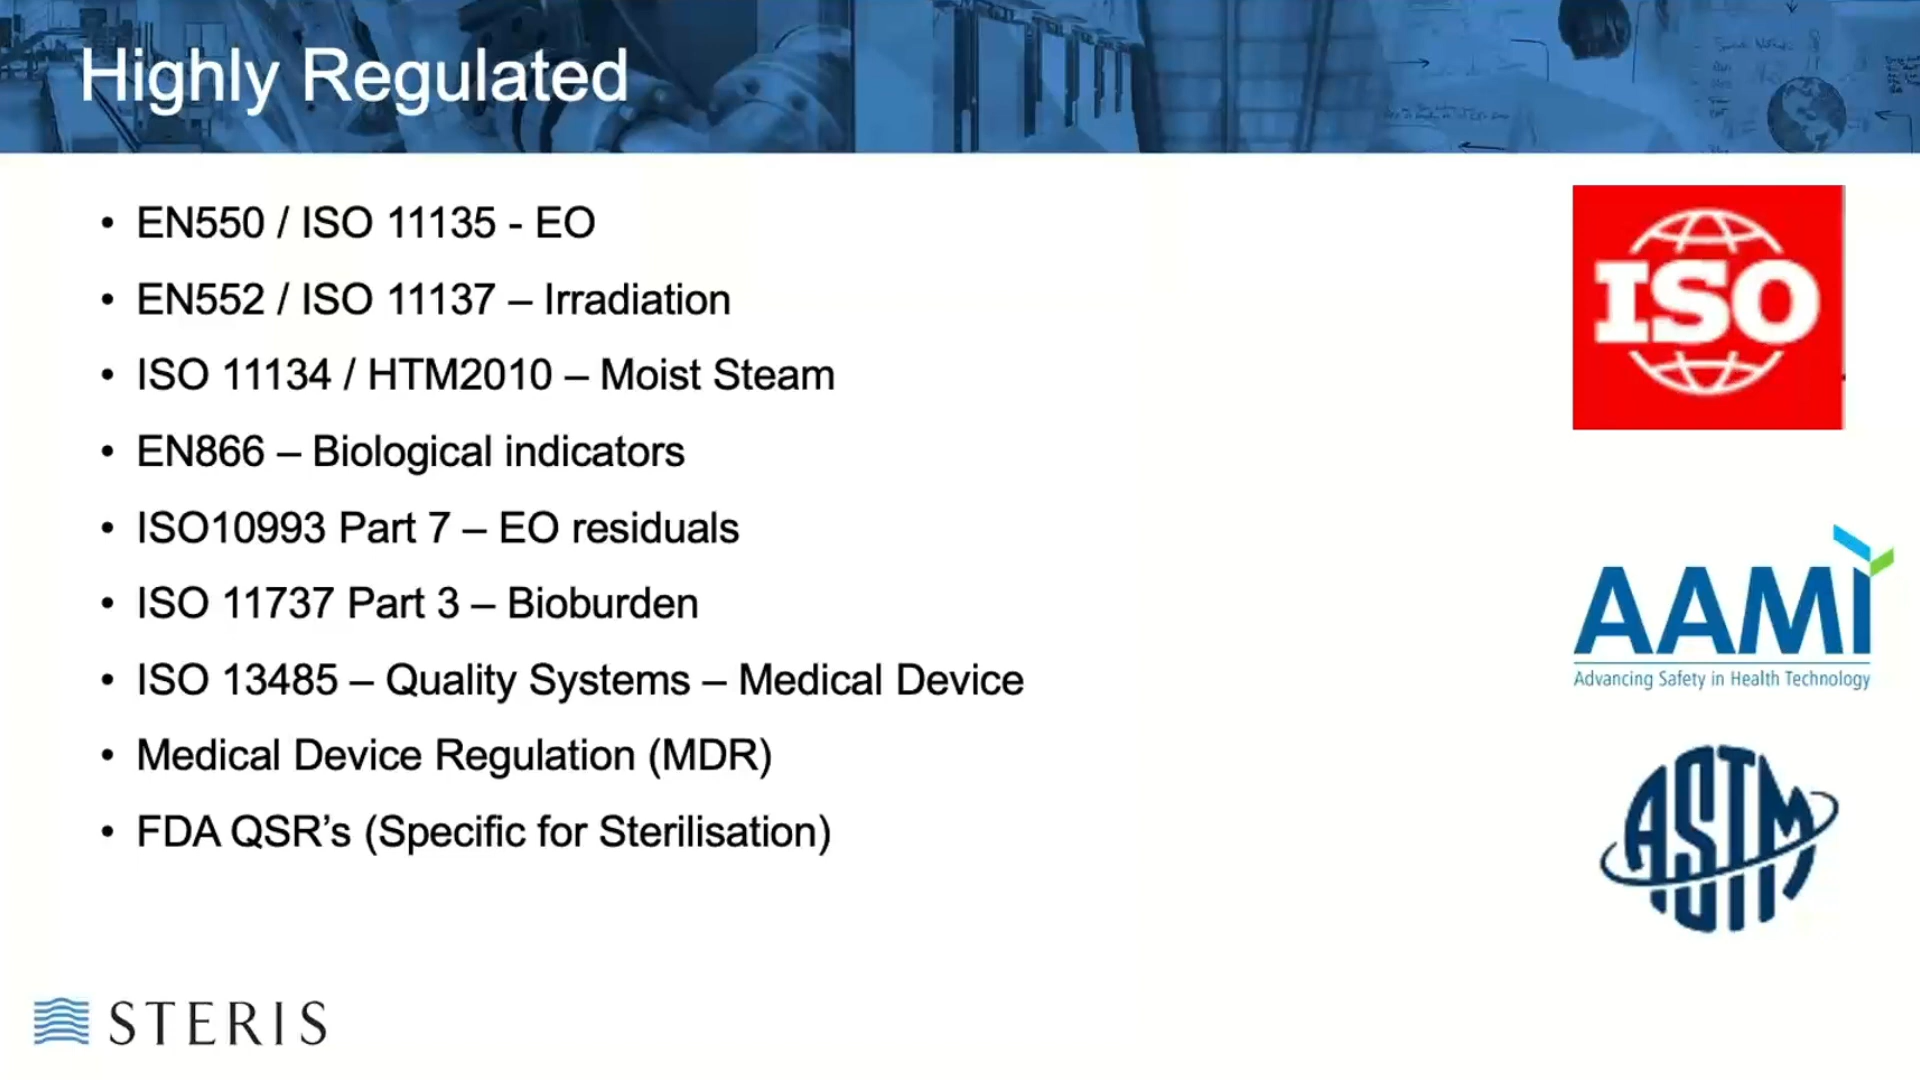 Highly Regulated
• EN550 / ISO 11135 - EO
• EN552 / ISO 11137 – Irradiation
• ISO 11134 / HTM2010 – Moist Steam
• EN866 – Biological indicators
• ISO10993 Part 7 – EO residuals
• ISO 11737 Part 3 – Bioburden
• ISO 13485 – Quality Systems – Medical Device
• Medical Device Regulation (MDR)
• FDA QSR’s (Specific for Sterilisation)
ISO
AAMI
Advancing Safety in Health Technology
ASTM
STERIS